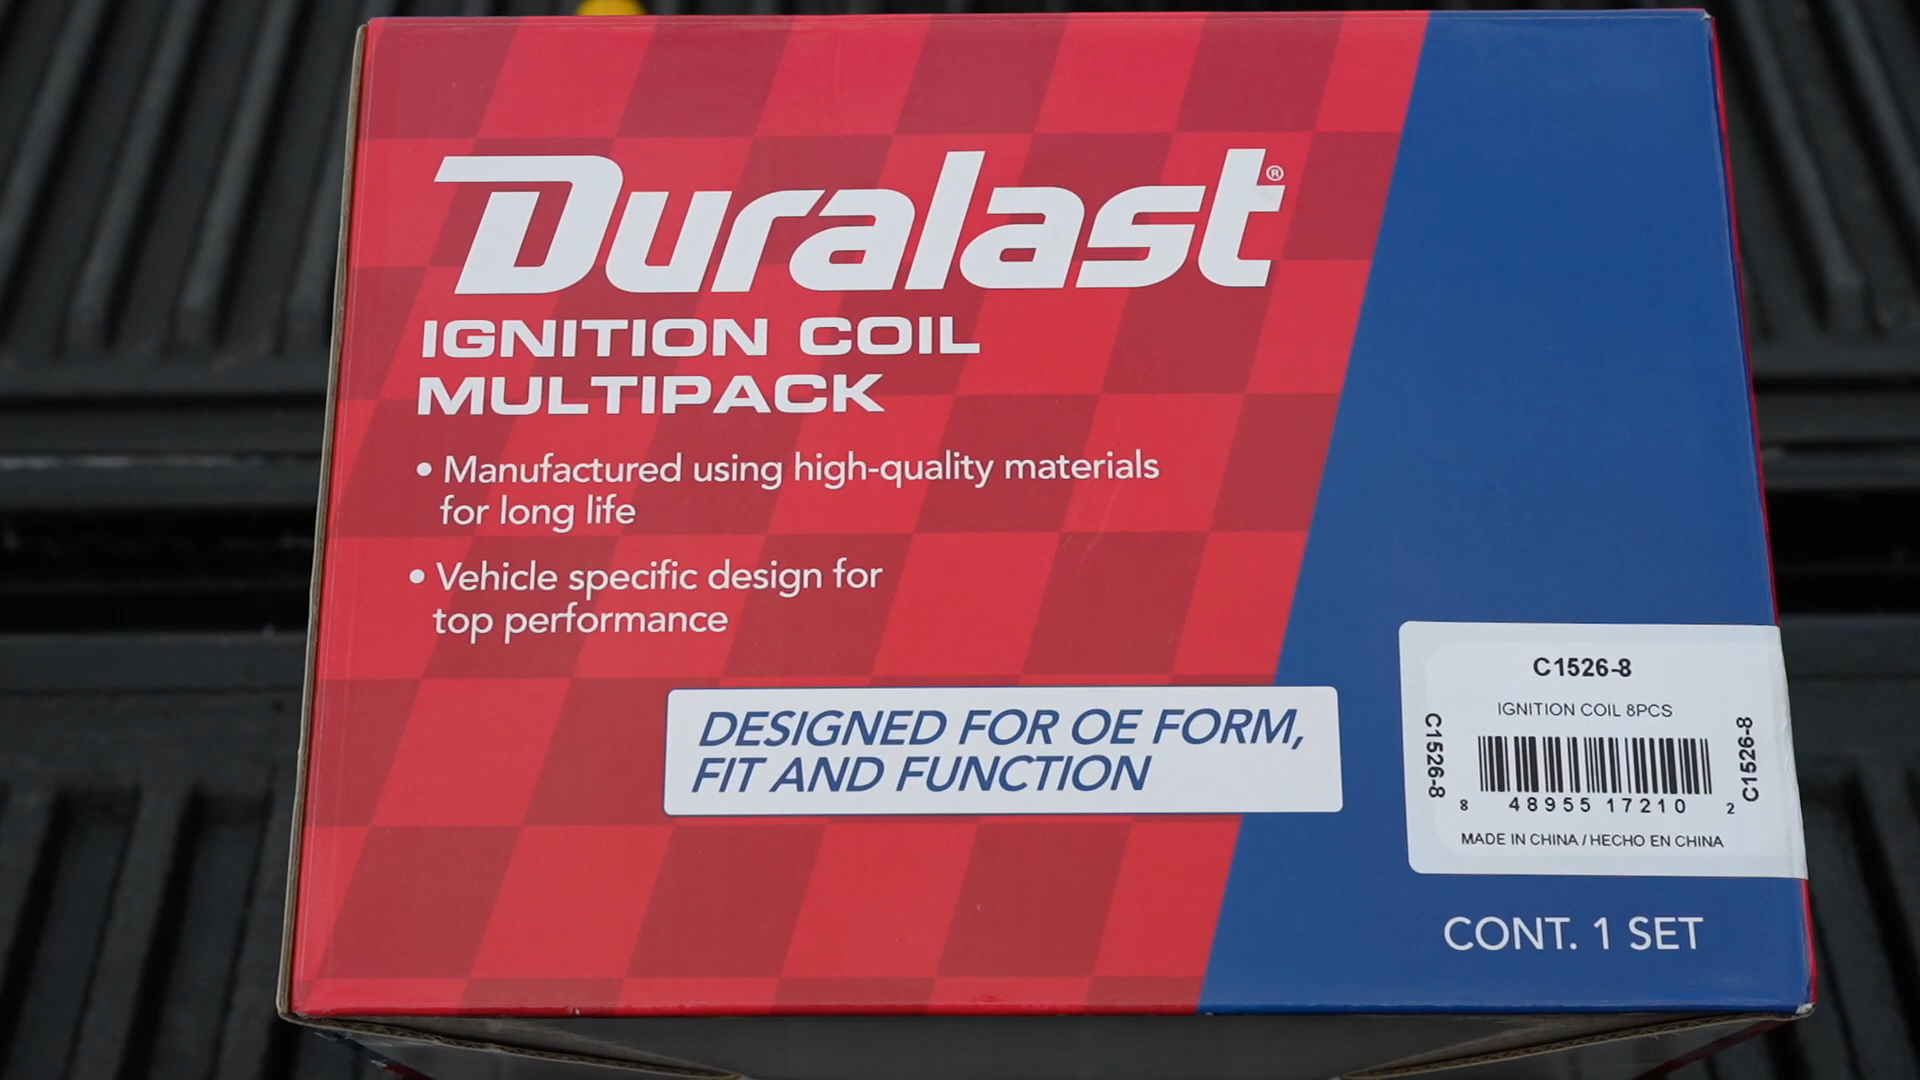 Duralast®
IGNITION COIL
MULTIPACK
• Manufactured using high-quality materials
for long life
• Vehicle specific design for
top performance
DESIGNED FOR OE FORM,
FIT AND FUNCTION
C1526-8
IGNITION COIL 8PCS
C1526-8
C1526-8
8 48955 17210 2
MADE IN CHINA / HECHO EN CHINA
CONT. 1 SET